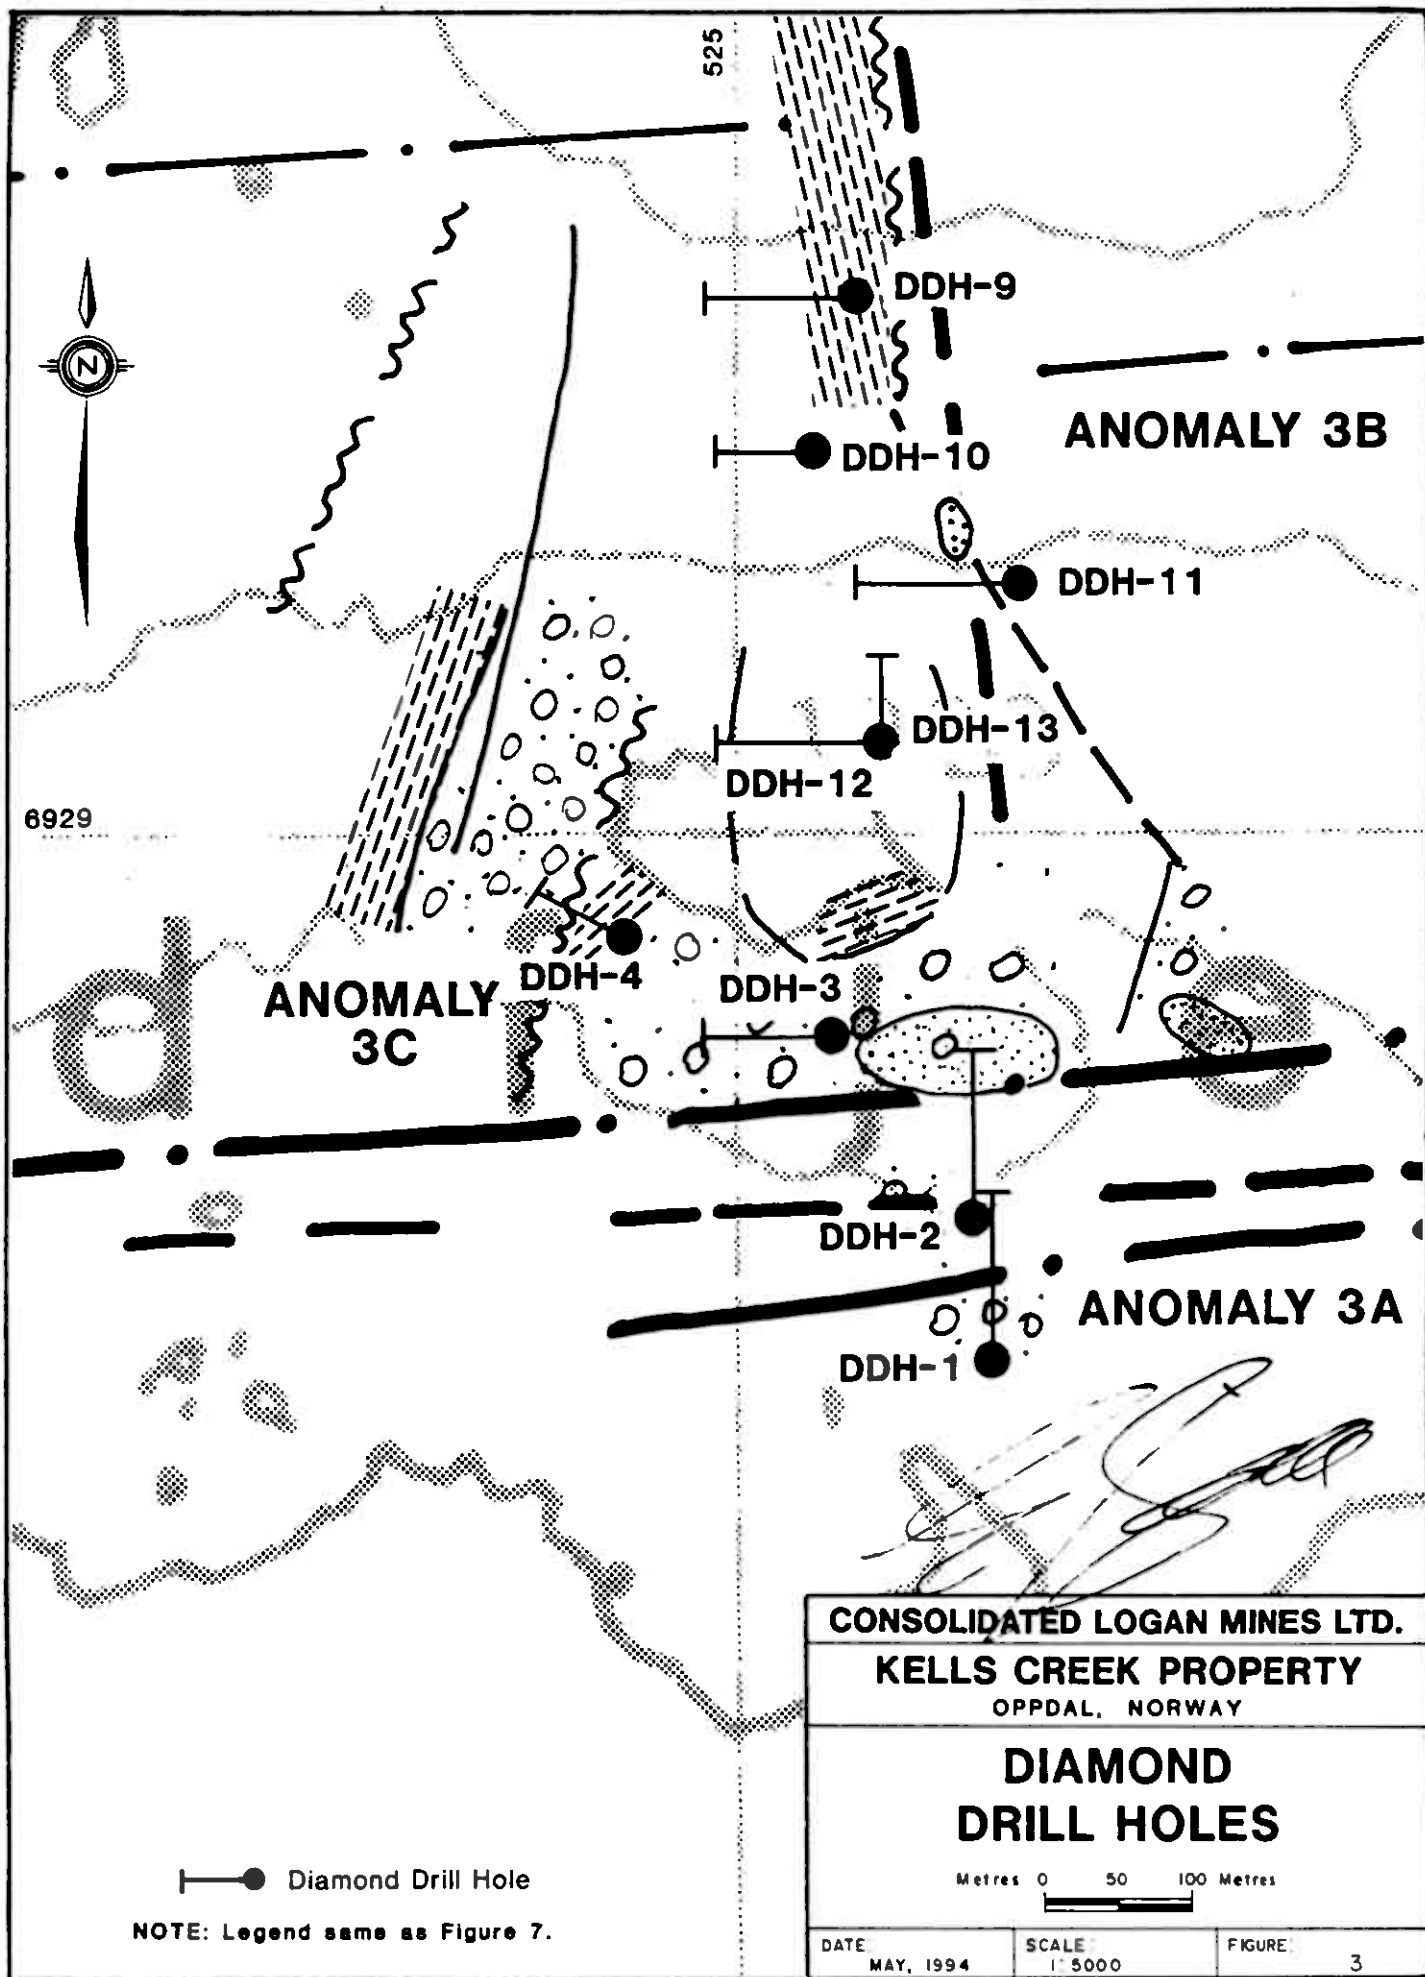 525
N
DDH-9
ANOMALY 3B
DDH-10
DDH-11
DDH-13
DDH-12
6929
DDH-4
DDH-3
ANOMALY
3C
d
DDH-2
ANOMALY 3A
DDH-1
CONSOLIDATED LOGAN MINES LTD.
KELLS CREEK PROPERTY
OPPDAL, NORWAY
DIAMOND
DRILL HOLES
Metres 0 50 100 Metres
Diamond Drill Hole
NOTE: Legend same as Figure 7.
DATE: MAY, 1994
SCALE: 1:5000
FIGURE: 3